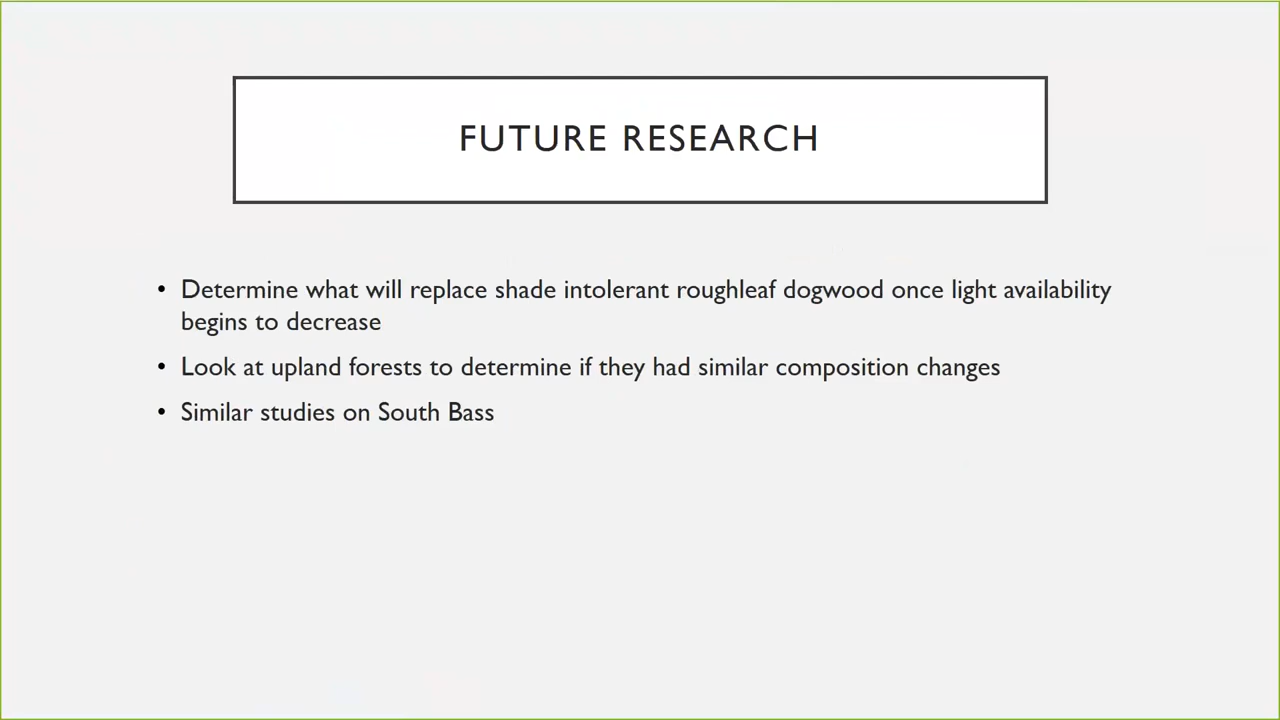 FUTURE RESEARCH
• Determine what will replace shade intolerant roughleaf dogwood once light availability
begins to decrease
• Look at upland forests to determine if they had similar composition changes
• Similar studies on South Bass